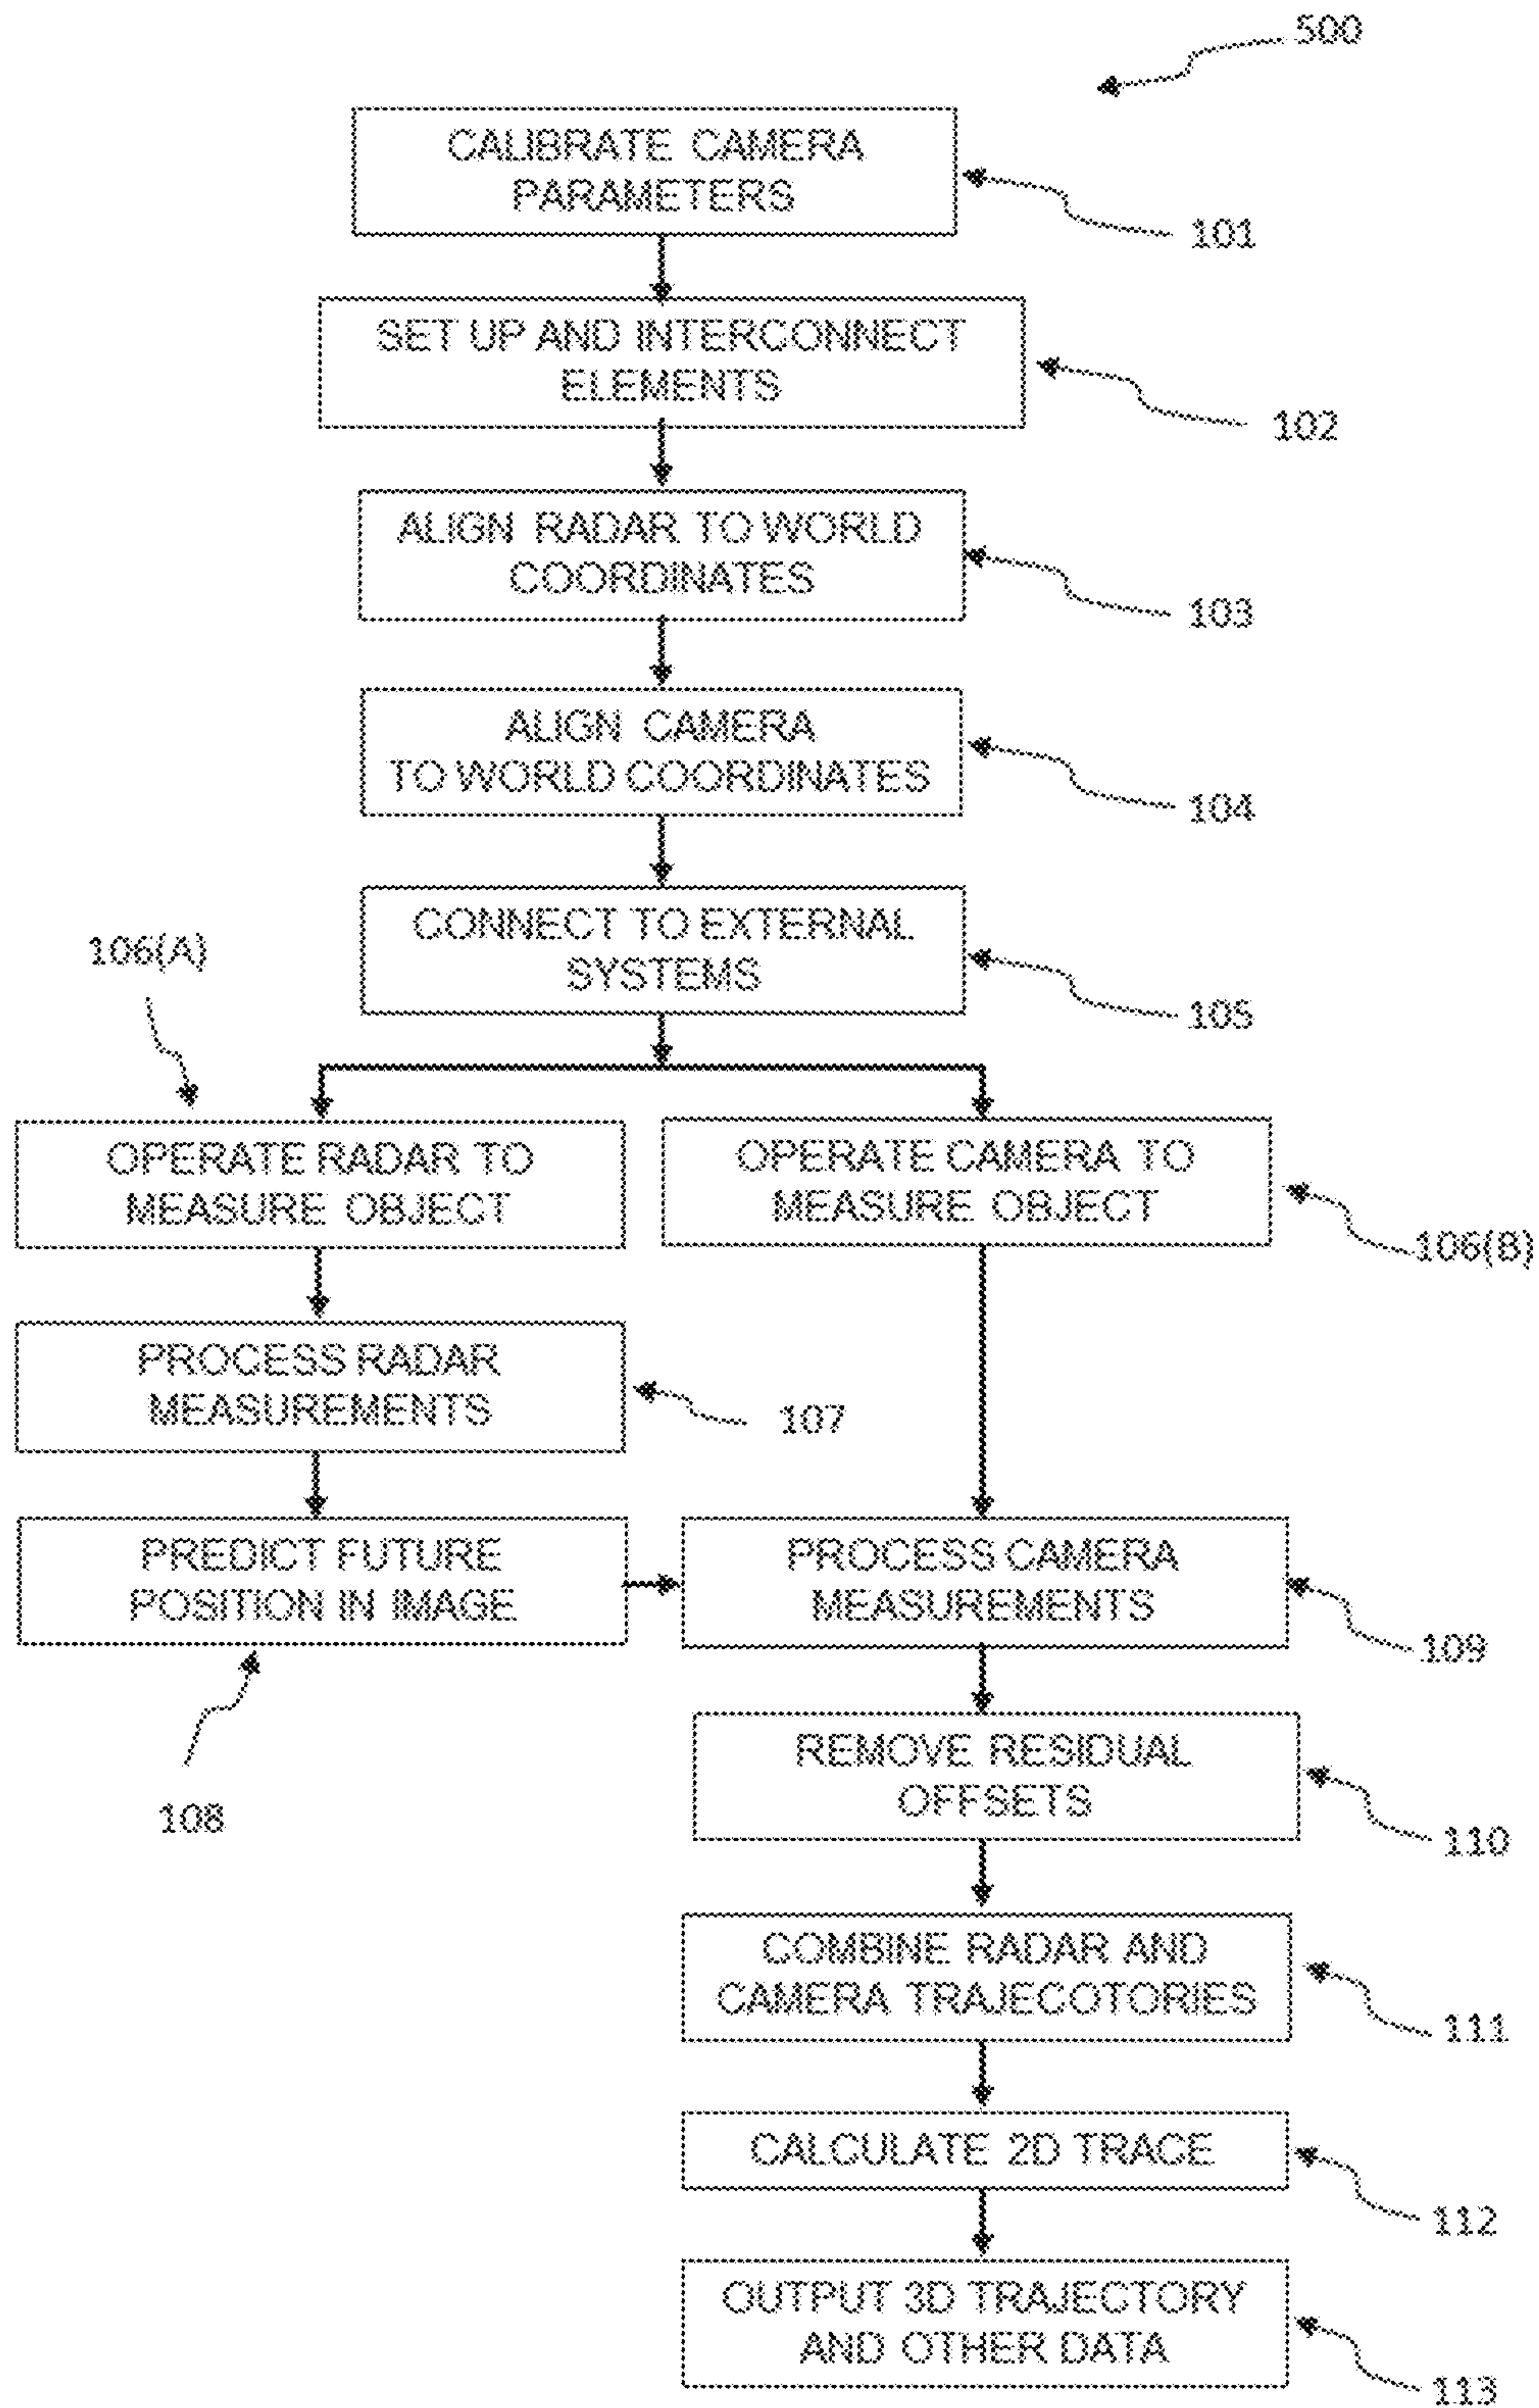 500
CALIBRATE CAMERA
PARAMETERS
101
SET UP AND INTERCONNECT
ELEMENTS
102
ALIGN RADAR TO WORLD
COORDINATES
103
ALIGN CAMERA
TO WORLD COORDINATES
104
CONNECT TO EXTERNAL
SYSTEMS
105
106(A)
OPERATE RADAR TO
MEASURE OBJECT
OPERATE CAMERA TO
MEASURE OBJECT
106(B)
PROCESS RADAR
MEASUREMENTS
107
PREDICT FUTURE
POSITION IN IMAGE
108
PROCESS CAMERA
MEASUREMENTS
109
REMOVE RESIDUAL
OFFSETS
110
COMBINE RADAR AND
CAMERA TRAJECOTORIES
111
CALCULATE 2D TRACE
112
OUTPUT 3D TRAJECTORY
AND OTHER DATA
113